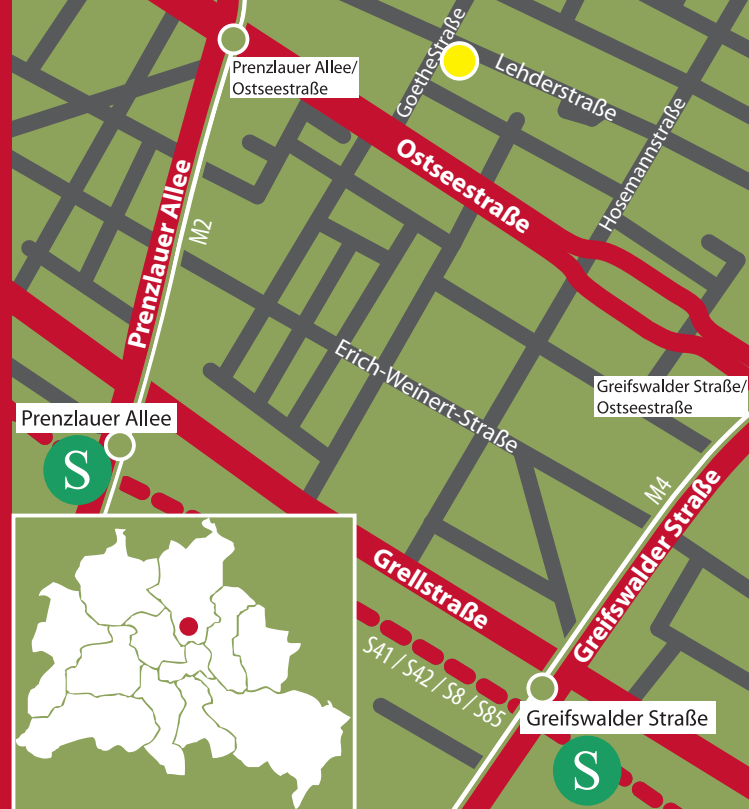 GoetheStraße
Prenzlauer Allee/
Ostseestraße
Lehderstraße
Hosemannstraße
Ostseestraße
Prenzlauer Allee
M2
Erich-Weinert-Straße
Greifswalder Straße/
Ostseestraße
Prenzlauer Allee
S
M4
Greifswalder Straße
Grellstraße
S41 / S42 / S8 / S85
Greifswalder Straße
S